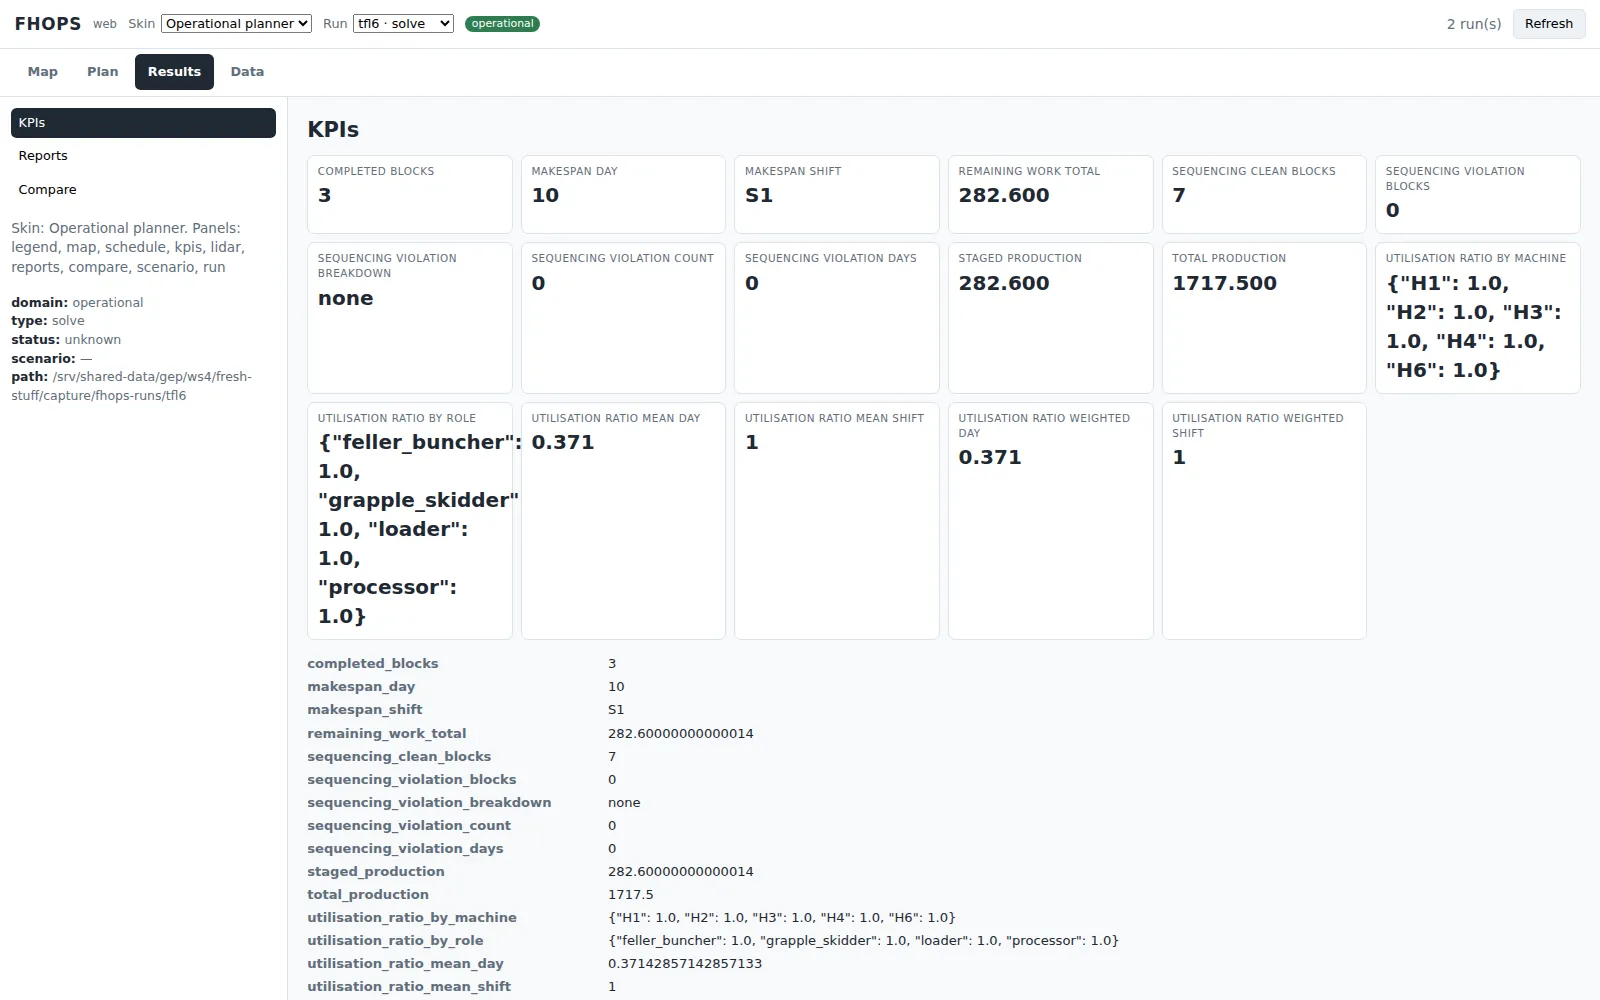 FHOPS web Skin Operational planner Run tfl6 · solve operational 2 run(s) Refresh
Map Plan Results Data
KPIs
Reports
Compare
Skin: Operational planner. Panels:
legend, map, schedule, kpis, lidar,
reports, compare, scenario, run
domain: operational
type: solve
status: unknown
scenario: —
path: /srv/shared-data/gep/ws4/fresh-
stuff/capture/fhops-runs/tfl6
KPIs
COMPLETED BLOCKS
3
MAKESPAN DAY
10
MAKESPAN SHIFT
S1
REMAINING WORK TOTAL
282.600
SEQUENCING CLEAN BLOCKS
7
SEQUENCING VIOLATION
BLOCKS
0
SEQUENCING VIOLATION
BREAKDOWN
none
SEQUENCING VIOLATION COUNT
0
SEQUENCING VIOLATION DAYS
0
STAGED PRODUCTION
282.600
TOTAL PRODUCTION
1717.500
UTILISATION RATIO BY MACHINE
{"H1": 1.0,
"H2": 1.0, "H3":
1.0, "H4": 1.0,
"H6": 1.0}
UTILISATION RATIO BY ROLE
{"feller_buncher":
1.0,
"grapple_skidder"
1.0, "loader":
1.0,
"processor":
1.0}
UTILISATION RATIO MEAN DAY
0.371
UTILISATION RATIO MEAN SHIFT
1
UTILISATION RATIO WEIGHTED
DAY
0.371
UTILISATION RATIO WEIGHTED
SHIFT
1
completed_blocks 3
makespan_day 10
makespan_shift S1
remaining_work_total 282.60000000000014
sequencing_clean_blocks 7
sequencing_violation_blocks 0
sequencing_violation_breakdown none
sequencing_violation_count 0
sequencing_violation_days 0
staged_production 282.60000000000014
total_production 1717.5
utilisation_ratio_by_machine {"H1": 1.0, "H2": 1.0, "H3": 1.0, "H4": 1.0, "H6": 1.0}
utilisation_ratio_by_role {"feller_buncher": 1.0, "grapple_skidder": 1.0, "loader": 1.0, "processor": 1.0}
utilisation_ratio_mean_day 0.37142857142857133
utilisation_ratio_mean_shift 1